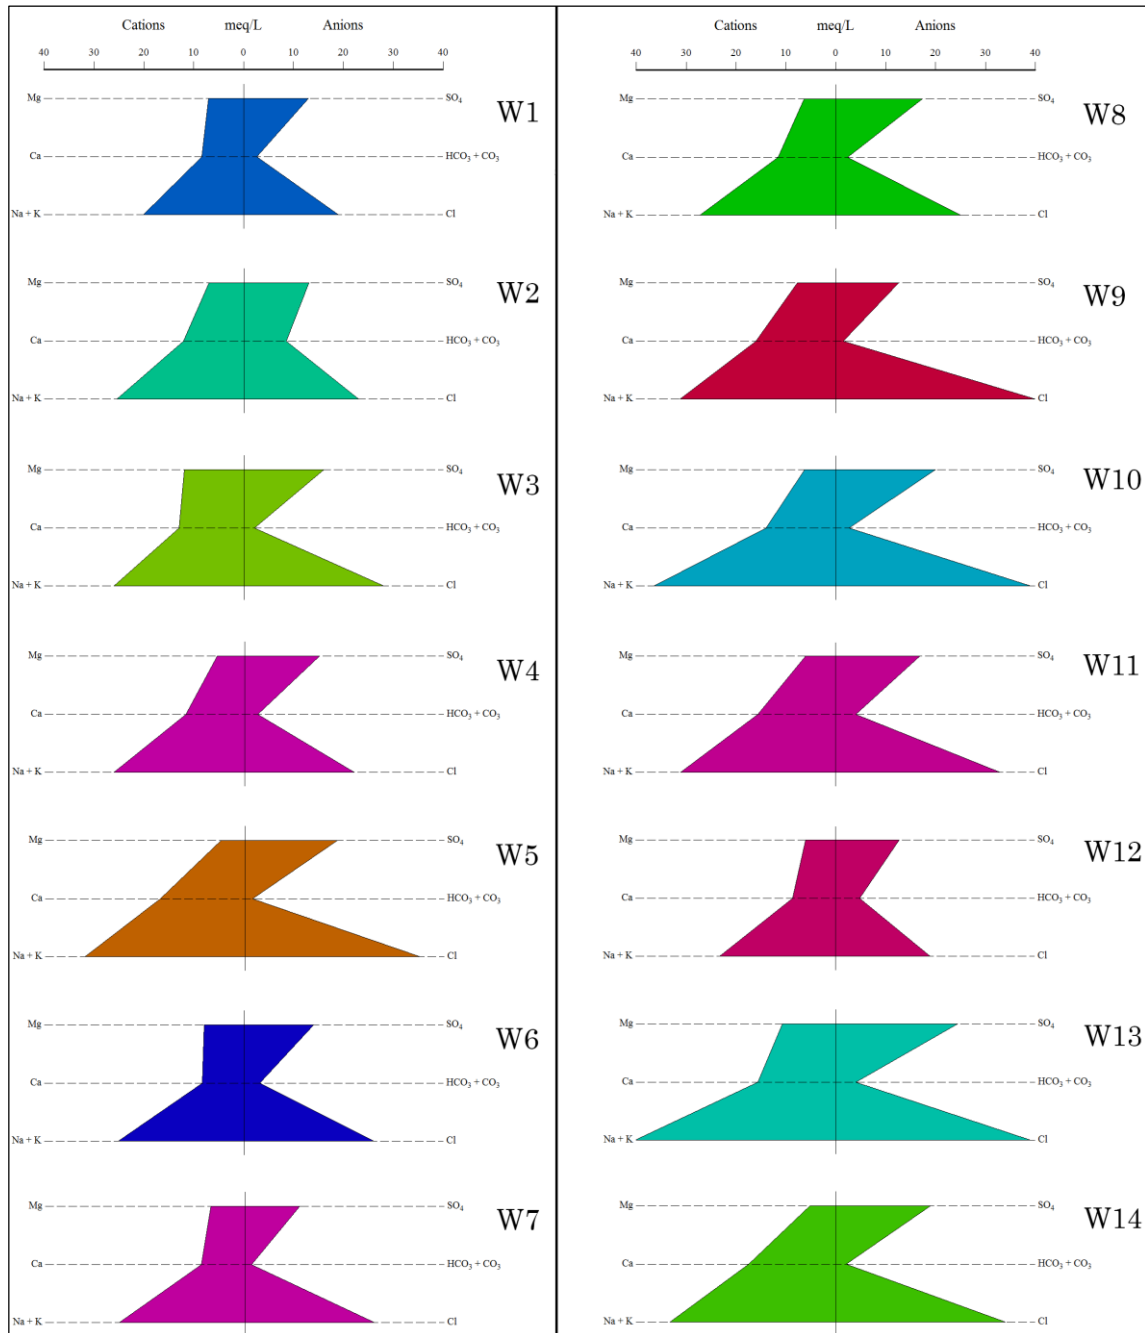 Cations meq/L Anions
40 30 20 10 0 10 20 30 40
Mg SO₄ W1
Ca HCO₃ + CO₃
Na + K Cl
Mg SO₄ W2
Ca HCO₃ + CO₃
Na + K Cl
Mg SO₄ W3
Ca HCO₃ + CO₃
Na + K Cl
Mg SO₄ W4
Ca HCO₃ + CO₃
Na + K Cl
Mg SO₄ W5
Ca HCO₃ + CO₃
Na + K Cl
Mg SO₄ W6
Ca HCO₃ + CO₃
Na + K Cl
Mg SO₄ W7
Ca HCO₃ + CO₃
Na + K Cl
Cations meq/L Anions
40 30 20 10 0 10 20 30 40
Mg SO₄ W8
Ca HCO₃ + CO₃
Na + K Cl
Mg SO₄ W9
Ca HCO₃ + CO₃
Na + K Cl
Mg SO₄ W10
Ca HCO₃ + CO₃
Na + K Cl
Mg SO₄ W11
Ca HCO₃ + CO₃
Na + K Cl
Mg SO₄ W12
Ca HCO₃ + CO₃
Na + K Cl
Mg SO₄ W13
Ca HCO₃ + CO₃
Na + K Cl
Mg SO₄ W14
Ca HCO₃ + CO₃
Na + K Cl